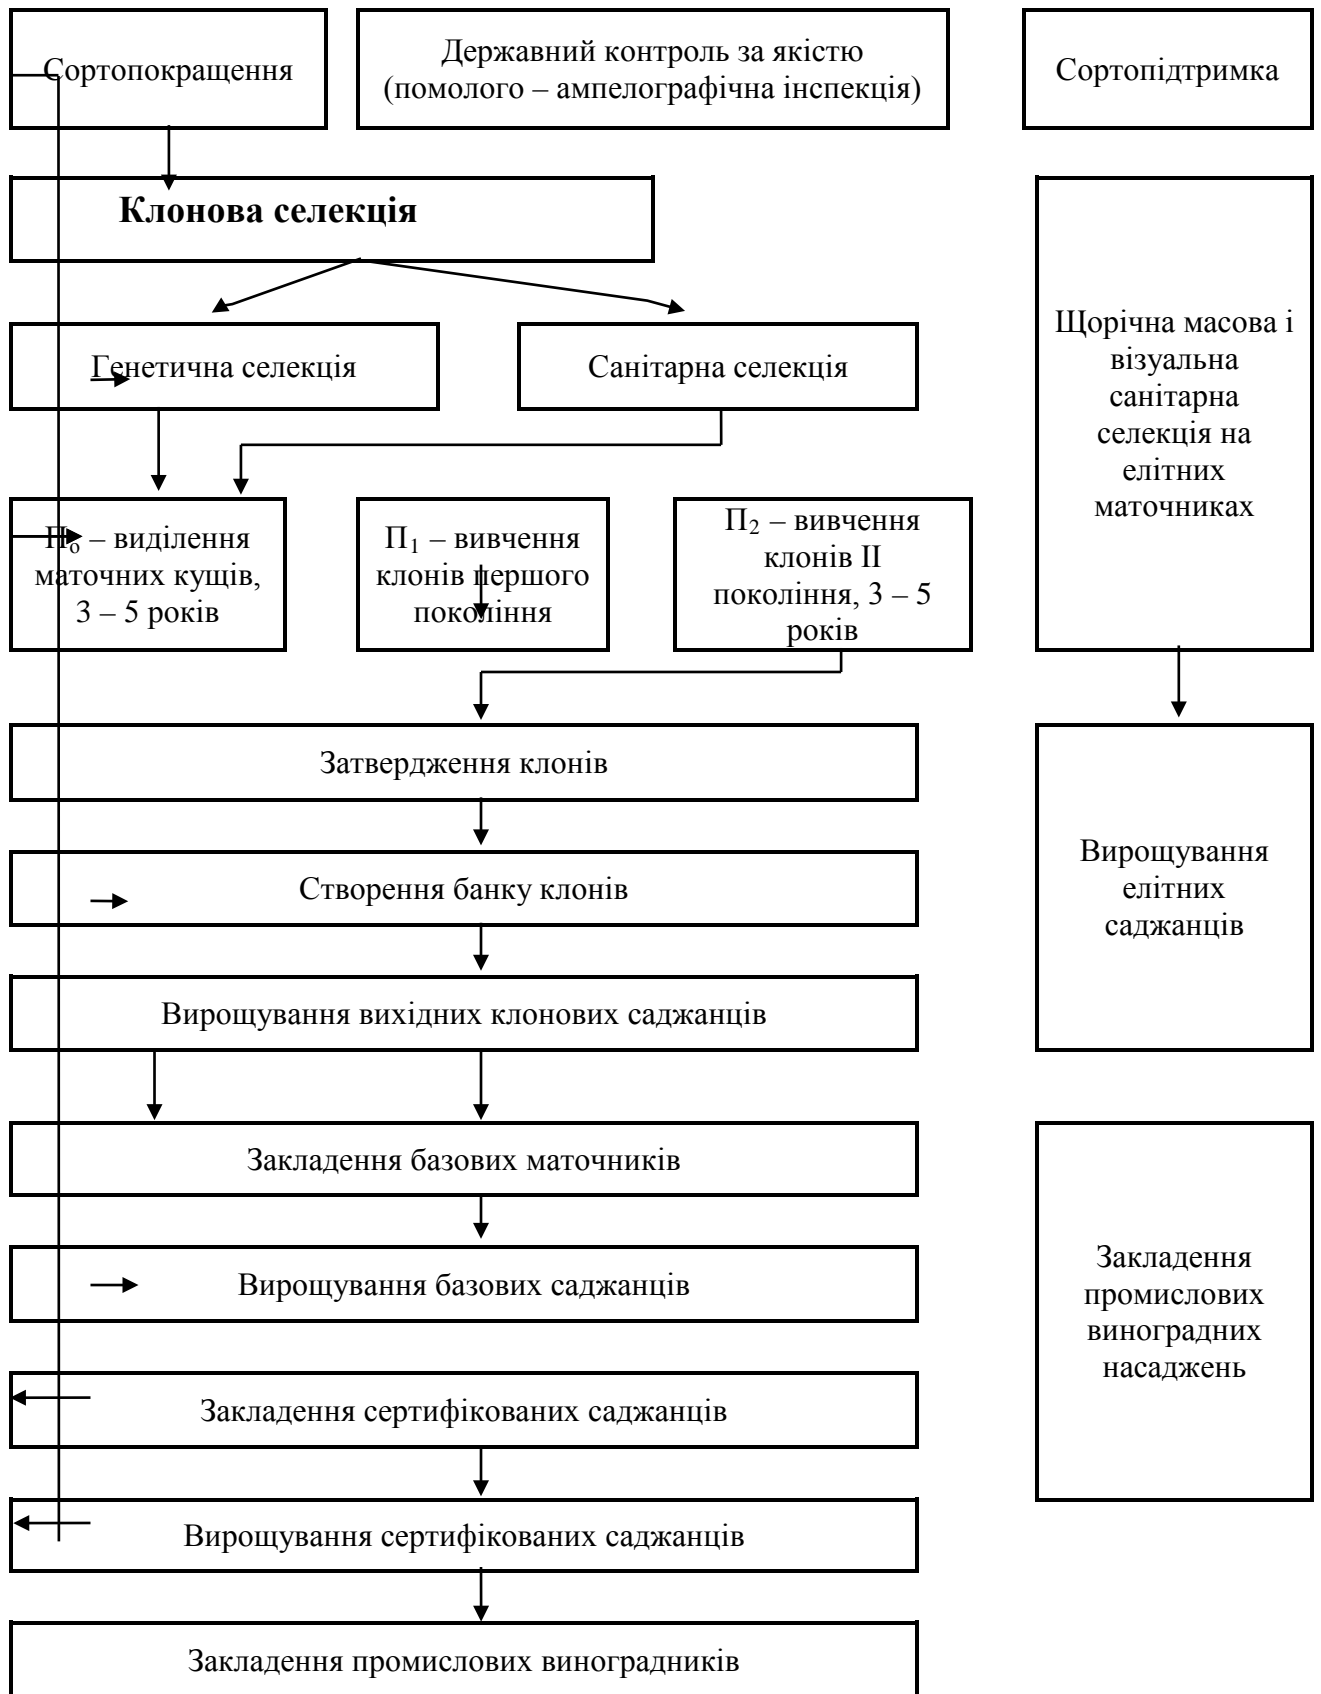 Сортопокращення
Державний контроль за якістю
(помолого – ампелографічна інспекція)
Сортопідтримка
Клонова селекція
Генетична селекція
Санітарна селекція
Щорічна масова і
візуальна
санітарна
селекція на
елітних
маточниках
По – виділення
маточних кущів,
3 – 5 років
П1 – вивчення
клонів першого
покоління
П2 – вивчення
клонів II
покоління, 3 – 5
років
Затвердження клонів
Створення банку клонів
Вирощування
елітних
саджанців
Вирощування вихідних клонових саджанців
Закладення базових маточників
Вирощування базових саджанців
Закладення
промислових
виноградних
насаджень
Закладення сертифікованих саджанців
Вирощування сертифікованих саджанців
Закладення промислових виноградників